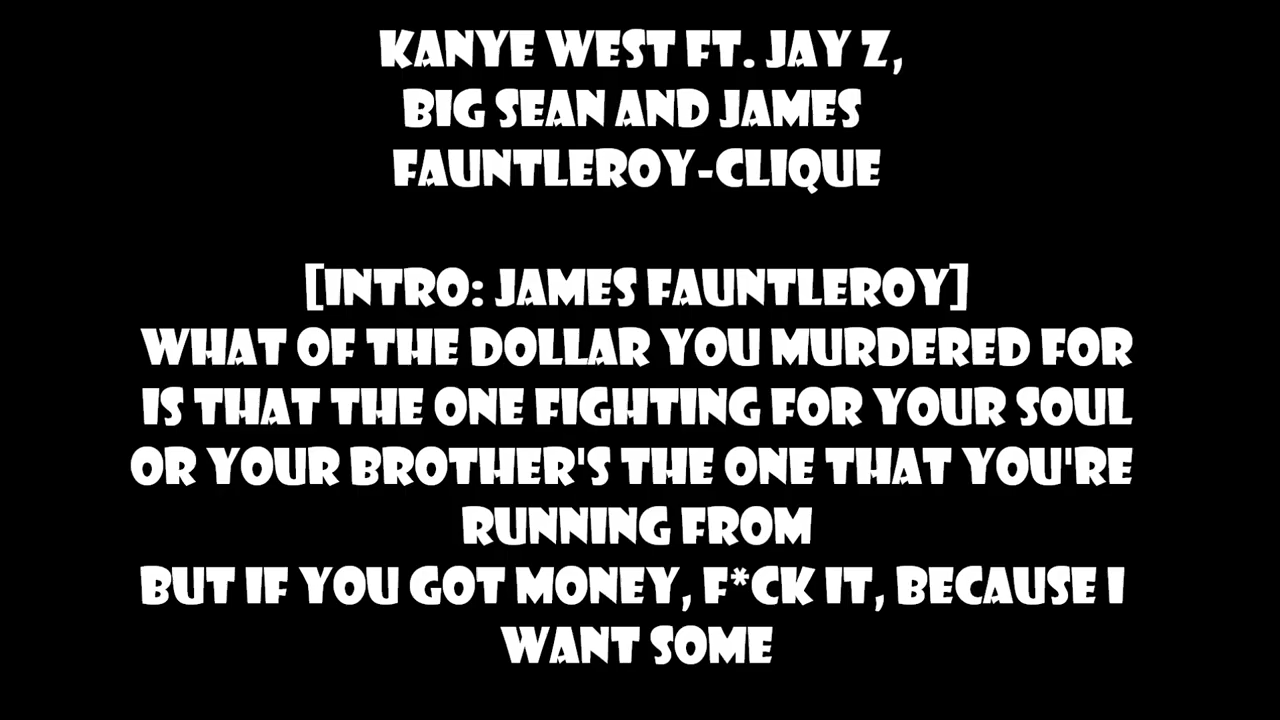 KANYE WEST FT. JAY Z,
BIG SEAN AND JAMES
FAUNTLEROY-CLIQUE
[INTRO: JAMES FAUNTLEROY]
WHAT OF THE DOLLAR YOU MURDERED FOR
IS THAT THE ONE FIGHTING FOR YOUR SOUL
OR YOUR BROTHER'S THE ONE THAT YOU'RE
RUNNING FROM
BUT IF YOU GOT MONEY, F*CK IT, BECAUSE I
WANT SOME